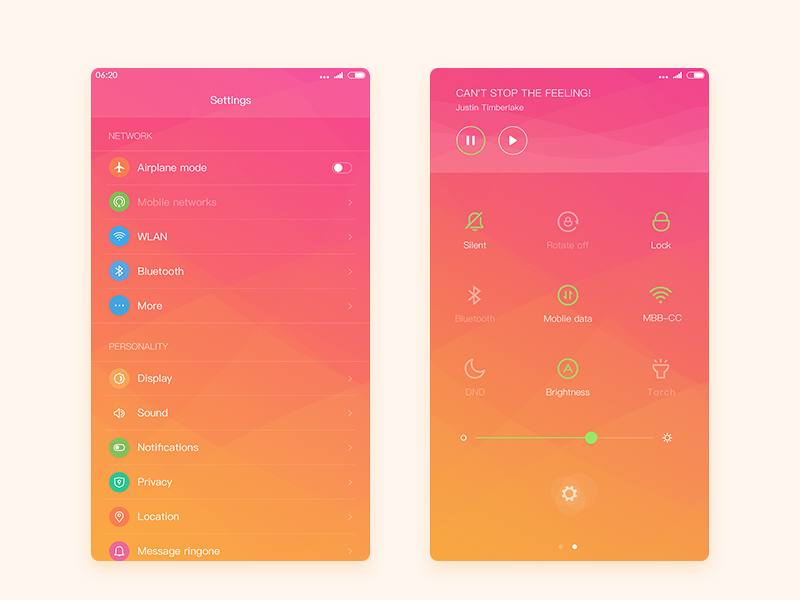 06:20
Settings
NETWORK
Airplane mode
Mobile networks
WLAN
Bluetooth
More
PERSONALITY
Display
Sound
Notifications
Privacy
Location
Message ringone
CAN'T STOP THE FEELING!
Justin Timberlake
Silent Rotate off Lock
Bluetooth Moblie data MBB-CC
DND Brightness Torch